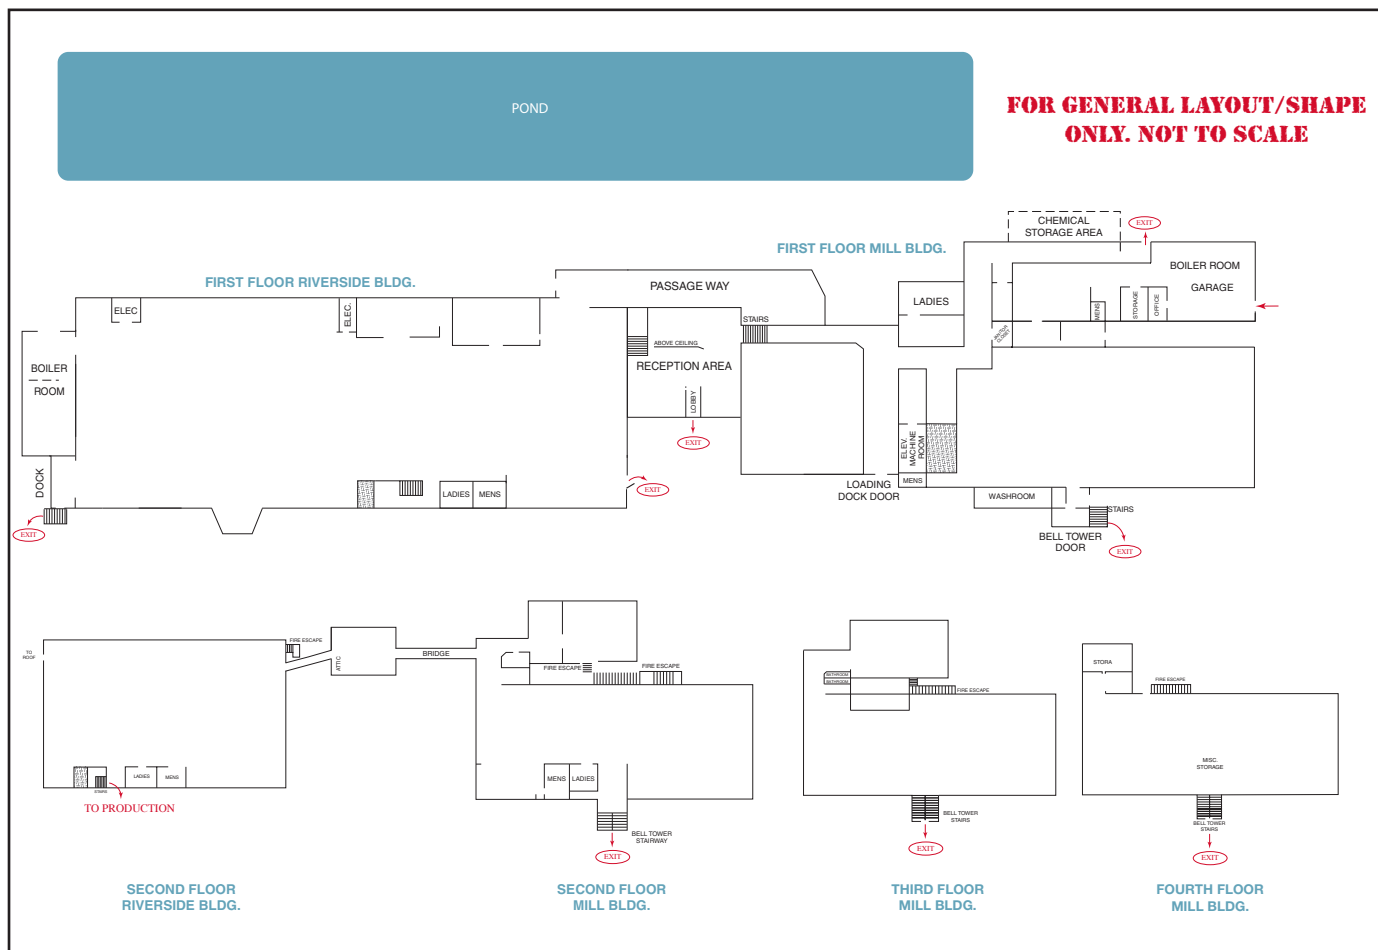 POND
FOR GENERAL LAYOUT/SHAPE
ONLY. NOT TO SCALE
CHEMICAL
STORAGE AREA
EXIT
FIRST FLOOR MILL BLDG.
FIRST FLOOR RIVERSIDE BLDG.
PASSAGE WAY
BOILER ROOM
GARAGE
LADIES
ELEC
ELEC.
STAIRS
MENS
STORAGE
OFFICE
JANITOR
CLOSET
ABOVE CEILING
RECEPTION AREA
BOILER
ROOM
LOBBY
EXIT
ELEV.
MACHINE
ROOM
DOCK
LADIES
MENS
EXIT
LOADING
DOCK DOOR
MENS
WASHROOM
STAIRS
EXIT
BELL TOWER
DOOR
EXIT
TO
ROOF
FIRE ESCAPE
ATTIC
BRIDGE
FIRE ESCAPE
FIRE ESCAPE
BATHROOM
BATHROOM
FIRE ESCAPE
STORA
FIRE ESCAPE
MISC.
STORAGE
LADIES
MENS
STAIRS
TO PRODUCTION
MENS
LADIES
BELL TOWER
STAIRWAY
EXIT
BELL TOWER
STAIRS
EXIT
BELL TOWER
STAIRS
EXIT
SECOND FLOOR
RIVERSIDE BLDG.
SECOND FLOOR
MILL BLDG.
THIRD FLOOR
MILL BLDG.
FOURTH FLOOR
MILL BLDG.